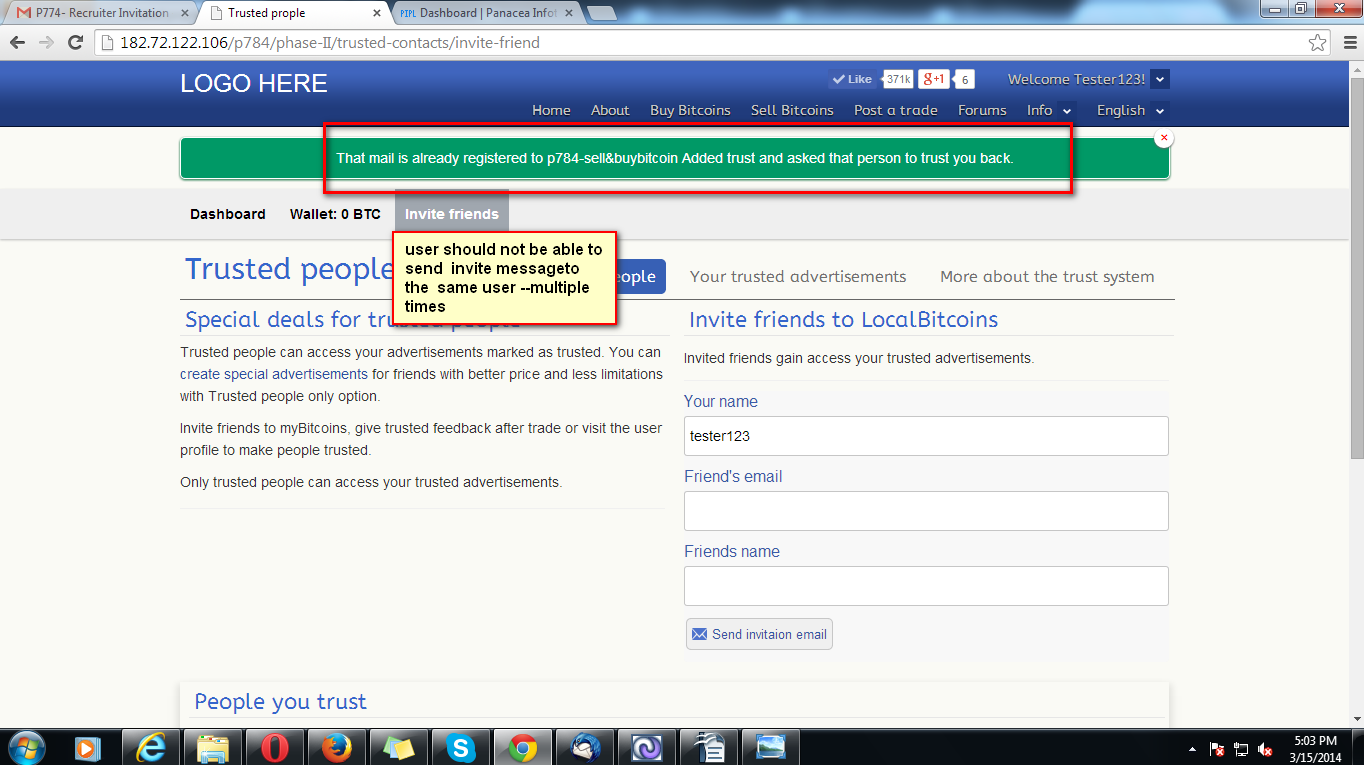 P774- Recruiter Invitation
Trusted prople
PIPL Dashboard | Panacea Infot
182.72.122.106/p784/phase-II/trusted-contacts/invite-friend
LOGO HERE
Like 371k g+1 6
Welcome Tester123!
Home About Buy Bitcoins Sell Bitcoins Post a trade Forums Info English
That mail is already registered to p784-sell&buybitcoin Added trust and asked that person to trust you back.
Dashboard Wallet: 0 BTC Invite friends
user should not be able to
send invite messageto
the same user --multiple
times
Trusted people
eople
Your trusted advertisements
More about the trust system
Special deals for trusted people
Trusted people can access your advertisements marked as trusted. You can
create special advertisements for friends with better price and less limitations
with Trusted people only option.
Invite friends to myBitcoins, give trusted feedback after trade or visit the user
profile to make people trusted.
Only trusted people can access your trusted advertisements.
Invite friends to LocalBitcoins
Invited friends gain access your trusted advertisements.
Your name
tester123
Friend's email
Friends name
Send invitaion email
People you trust
5:03 PM
3/15/2014